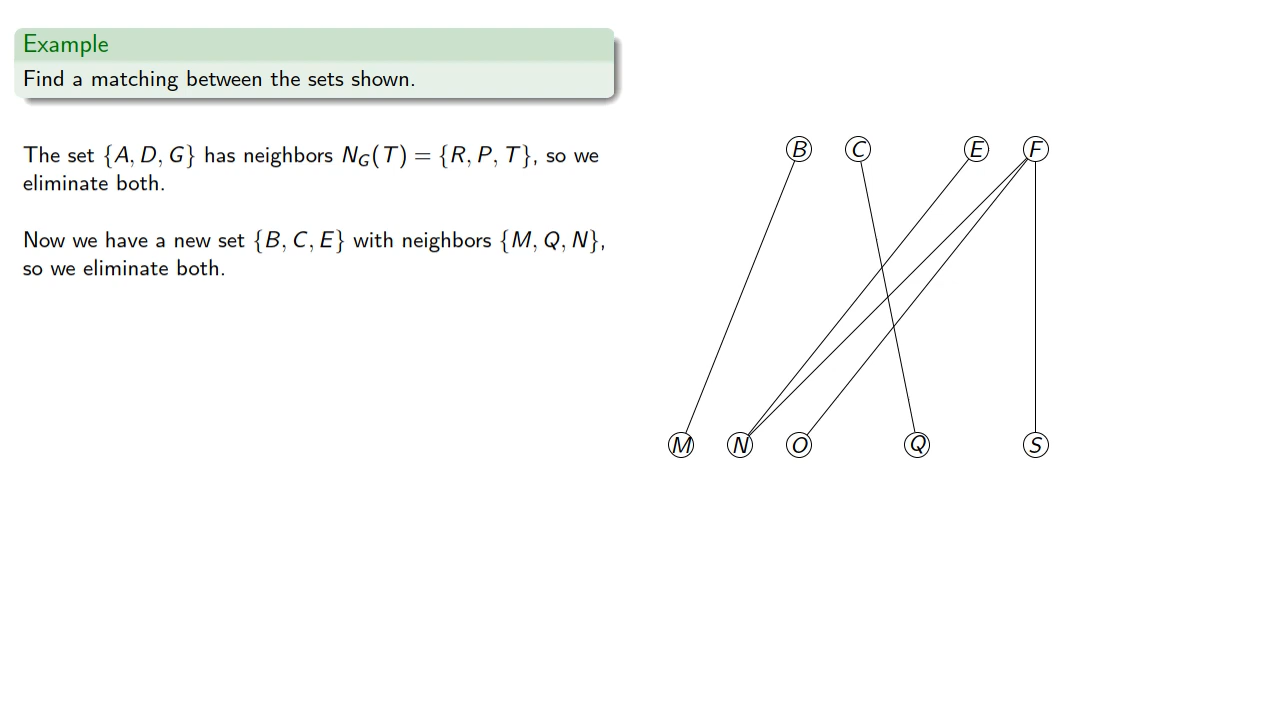 Example
Find a matching between the sets shown.
The set {A, D, G} has neighbors N_G(T) = {R, P, T}, so we
eliminate both.
Now we have a new set {B, C, E} with neighbors {M, Q, N},
so we eliminate both.
B C E F
M N O Q S